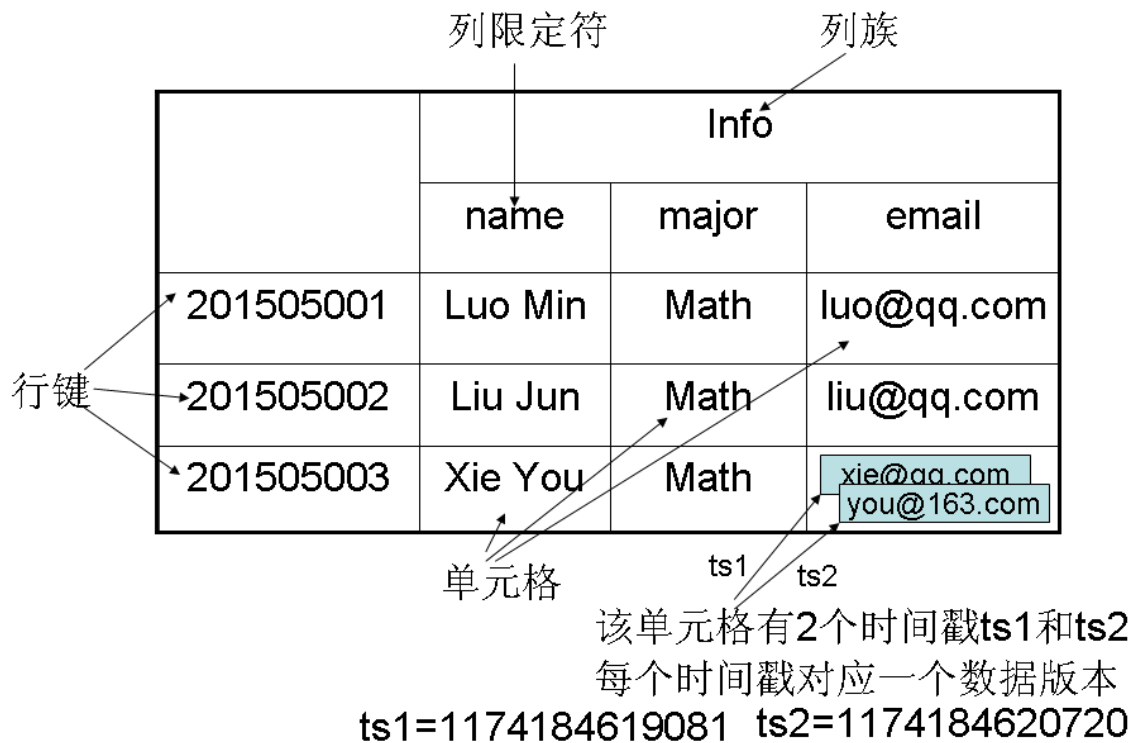 列限定符 列族
Info
name major email
201505001 Luo Min Math luo@qq.com
行键
201505002 Liu Jun Math liu@qq.com
201505003 Xie You Math xie@qq.com
you@163.com
单元格 ts1 ts2
该单元格有2个时间戳ts1和ts2
每个时间戳对应一个数据版本
ts1=1174184619081 ts2=1174184620720